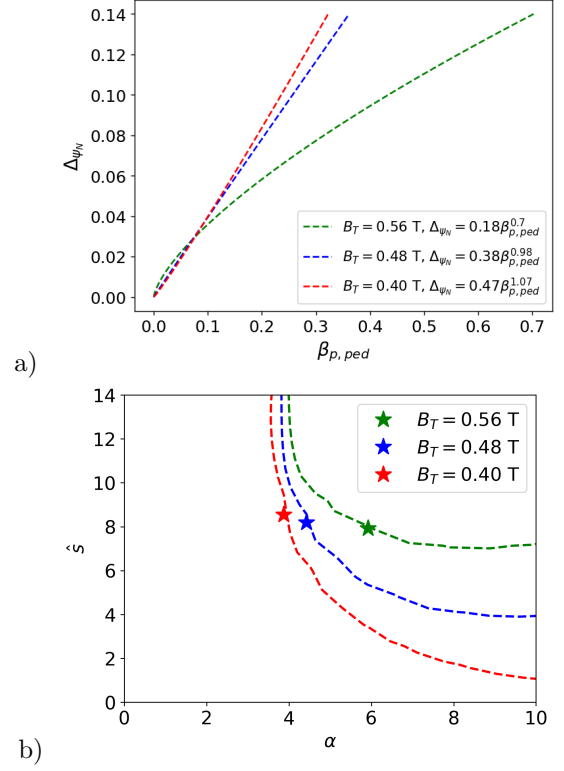 0.14
0.12
0.10
0.08
0.06
0.04
0.02
0.00
Δ_{ψ_N}
B_T = 0.56 T, Δ_{ψ_N} = 0.18β_{p,ped}^{0.7}
B_T = 0.48 T, Δ_{ψ_N} = 0.38β_{p,ped}^{0.98}
B_T = 0.40 T, Δ_{ψ_N} = 0.47β_{p,ped}^{1.07}
0.0 0.1 0.2 0.3 0.4 0.5 0.6 0.7
β_{p,ped}
a)
14
12
10
8
6
4
2
0
ŝ
B_T = 0.56 T
B_T = 0.48 T
B_T = 0.40 T
0 2 4 6 8 10
α
b)